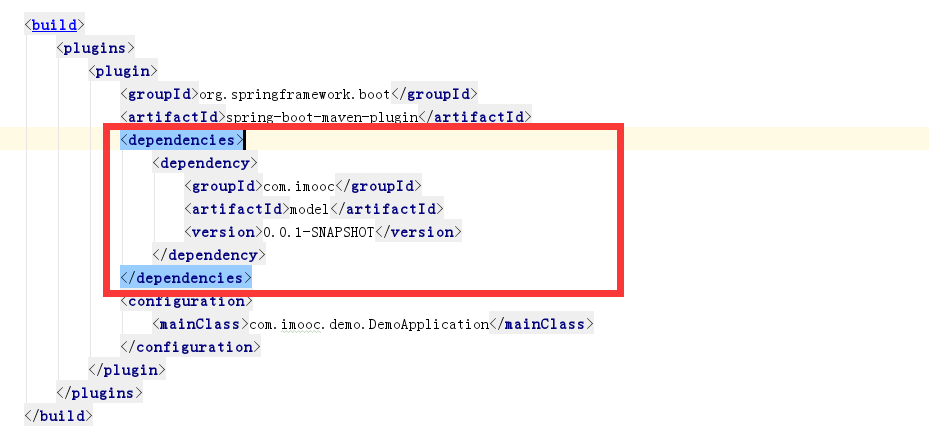 <build>
<plugins>
<plugin>
<groupId>org.springframework.boot</groupId>
<artifactId>spring-boot-maven-plugin</artifactId>
<dependencies>
<dependency>
<groupId>com.imooc</groupId>
<artifactId>model</artifactId>
<version>0.0.1-SNAPSHOT</version>
</dependency>
</dependencies>
<configuration>
<mainClass>com.imooc.demo.DemoApplication</mainClass>
</configuration>
</plugin>
</plugins>
</build>